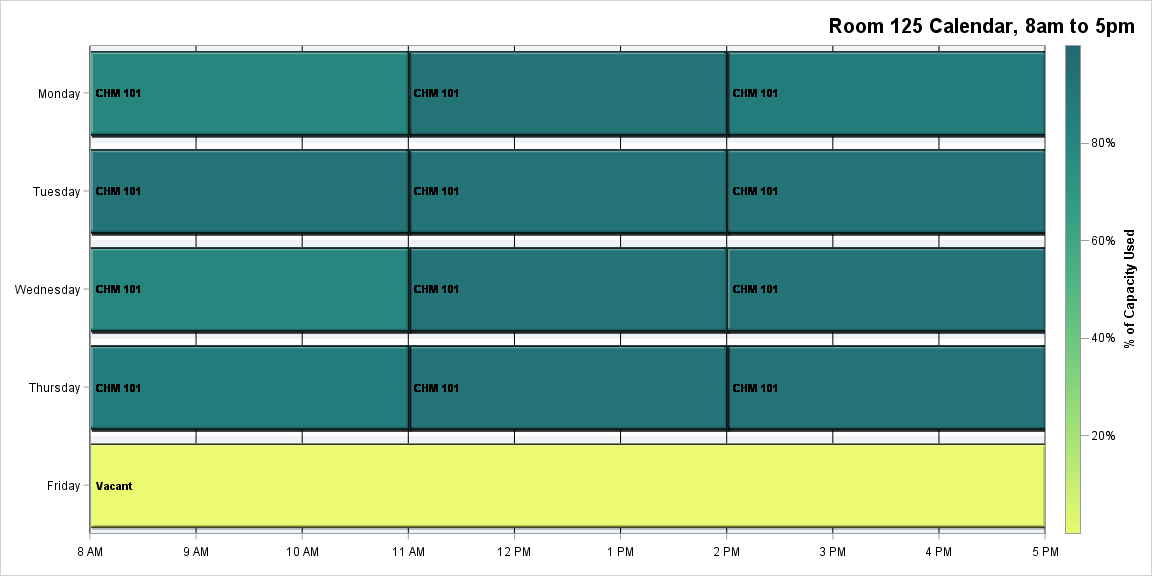 Room 125 Calendar, 8am to 5pm
Monday
CHM 101
CHM 101
CHM 101
Tuesday
CHM 101
CHM 101
CHM 101
Wednesday
CHM 101
CHM 101
CHM 101
Thursday
CHM 101
CHM 101
CHM 101
Friday
Vacant
8 AM
9 AM
10 AM
11 AM
12 PM
1 PM
2 PM
3 PM
4 PM
5 PM
80%
60%
40%
20%
% of Capacity Used